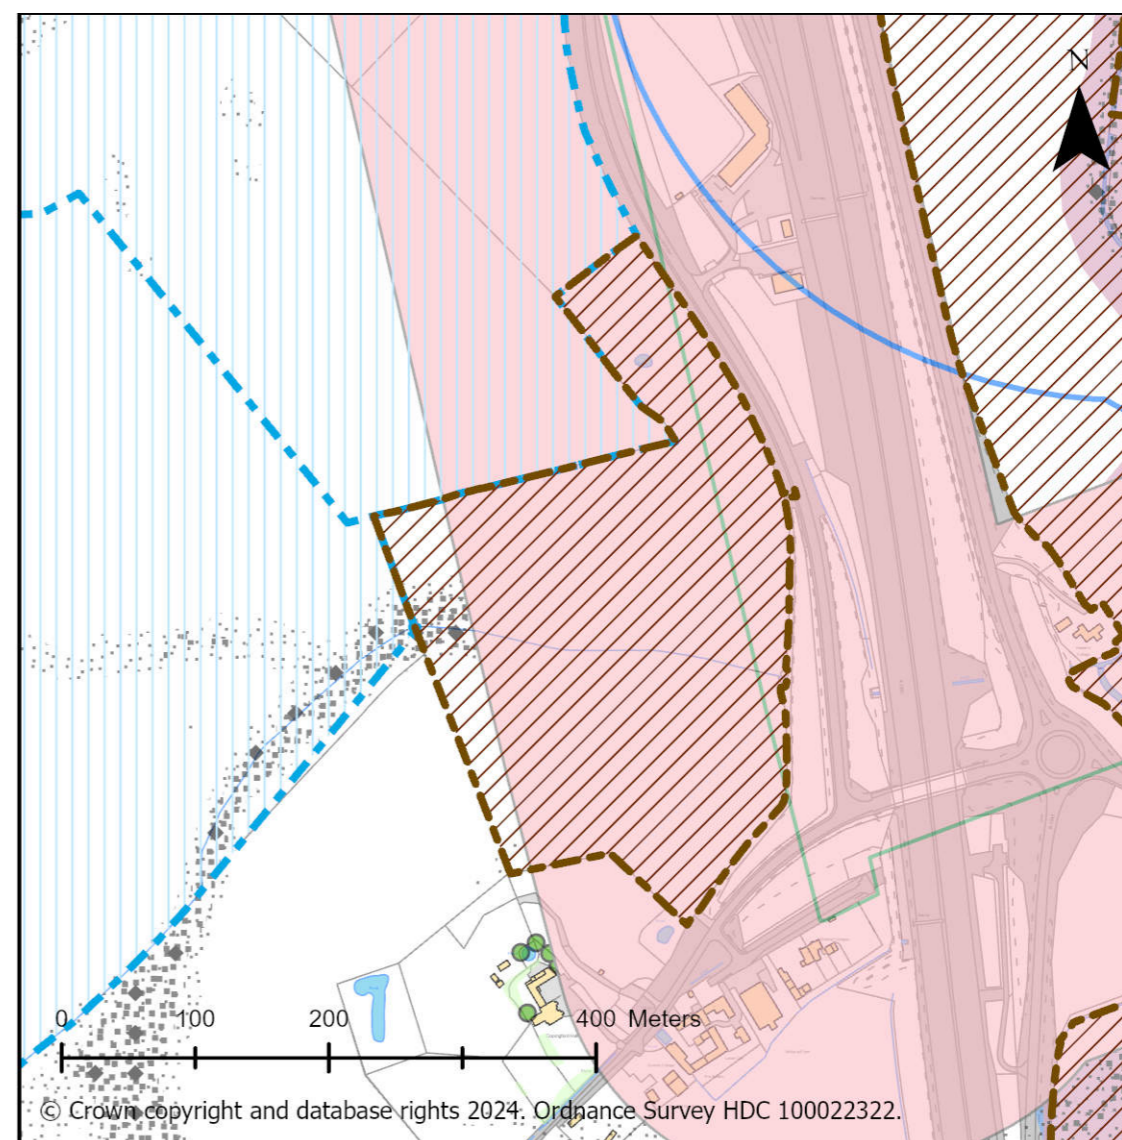 N
0 100 200 400 Meters
© Crown copyright and database rights 2024. Ordnance Survey HDC 100022322.